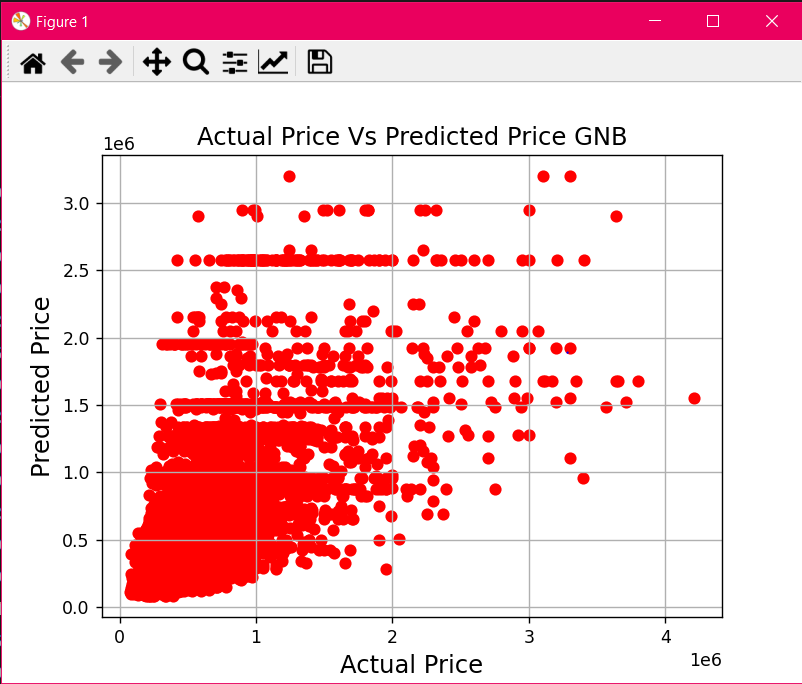 Figure 1
Actual Price Vs Predicted Price GNB
1e6
3.0
2.5
2.0
1.5
1.0
0.5
0.0
Predicted Price
0 1 2 3 4
1e6
Actual Price